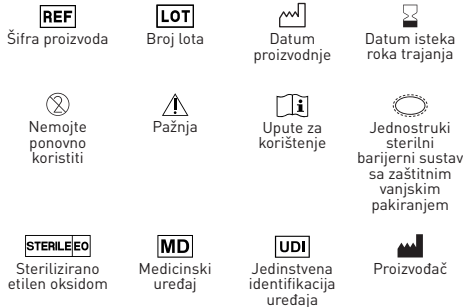 REF
Šifra proizvoda
LOT
Broj lota
Datum
proizvodnje
Datum isteka
roka trajanja
2
Nemojte
ponovno
koristiti
Pažnja
i
Upute za
korištenje
Jednostruki
sterilni
barijerni sustav
sa zaštitnim
vanjskim
pakiranjem
STERILE EO
Sterilizirano
etilen oksidom
MD
Medicinski
uređaj
UDI
Jedinstvena
identifikacija
uređaja
Proizvođač